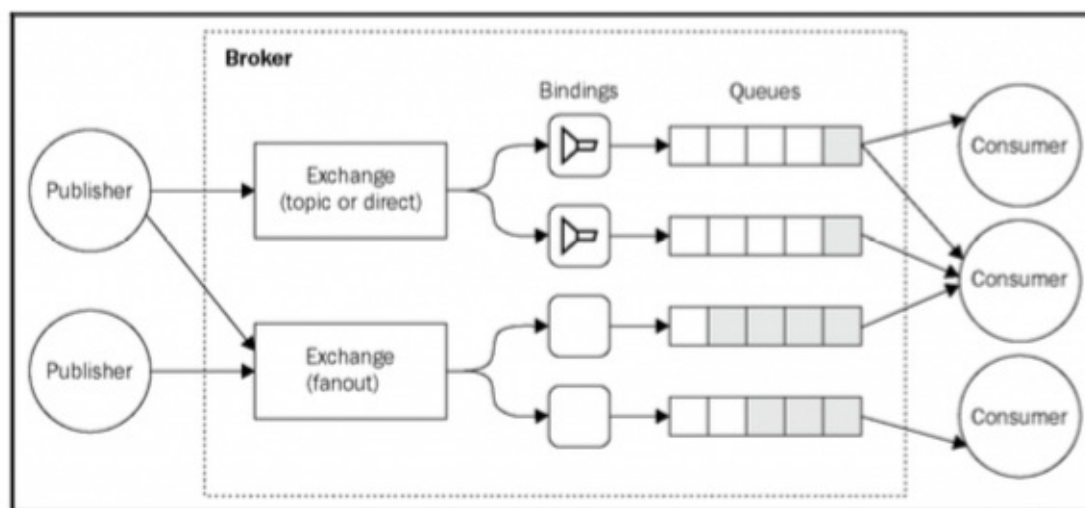 Broker
Bindings
Queues
Publisher
Exchange
(topic or direct)
Consumer
Consumer
Publisher
Exchange
(fanout)
Consumer